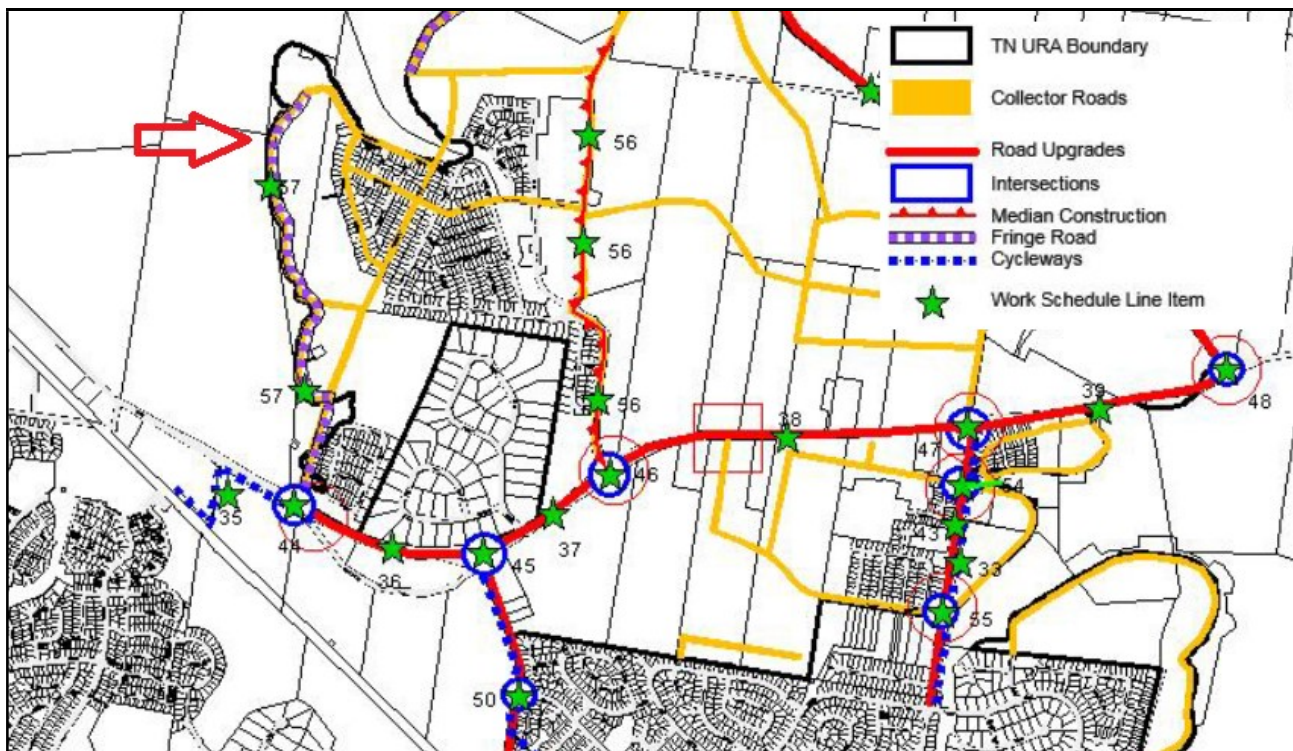 TN URA Boundary
Collector Roads
Road Upgrades
Intersections
Median Construction
Fringe Road
Cycleways
Work Schedule Line Item
56
57
56
57
56
39
48
38
47
46
54
35
44
43
37
36
45
33
55
50